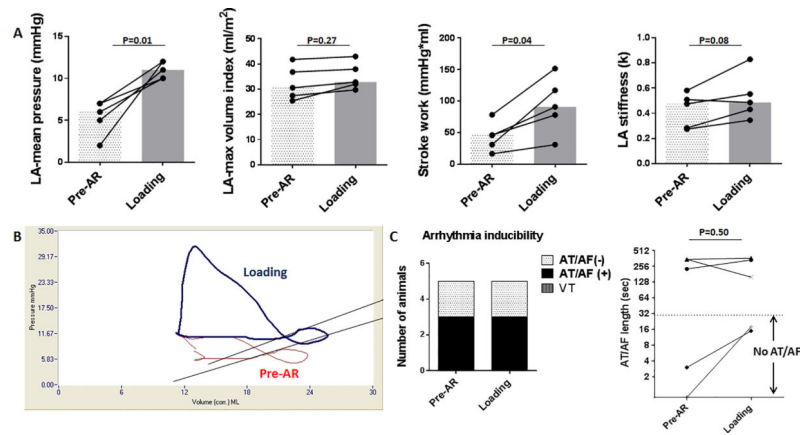 A
P=0.01
LA-mean pressure (mmHg)
15
10
5
0
Pre-AR
Loading
P=0.27
LA-max volume index (ml/m²)
50
40
30
20
10
0
Pre-AR
Loading
P=0.04
Stroke work (mmHg*ml)
200
150
100
50
0
Pre-AR
Loading
P=0.08
LA stiffness (k)
1.0
0.8
0.6
0.4
0.2
0.0
Pre-AR
Loading
B
Pressure mmHg
35.00
29.17
23.33
17.50
11.67
5.83
0.00
Loading
Pre-AR
6
12
18
24
30
Volume (corr.) ML
C
Arrhythmia inducibility
Number of animals
6
4
2
0
Pre-AR
Loading
AT/AF(-)
AT/AF (+)
VT
P=0.50
AT/AF length (sec)
512
256
128
64
32
16
8
4
2
No AT/AF
Pre-AR
Loading